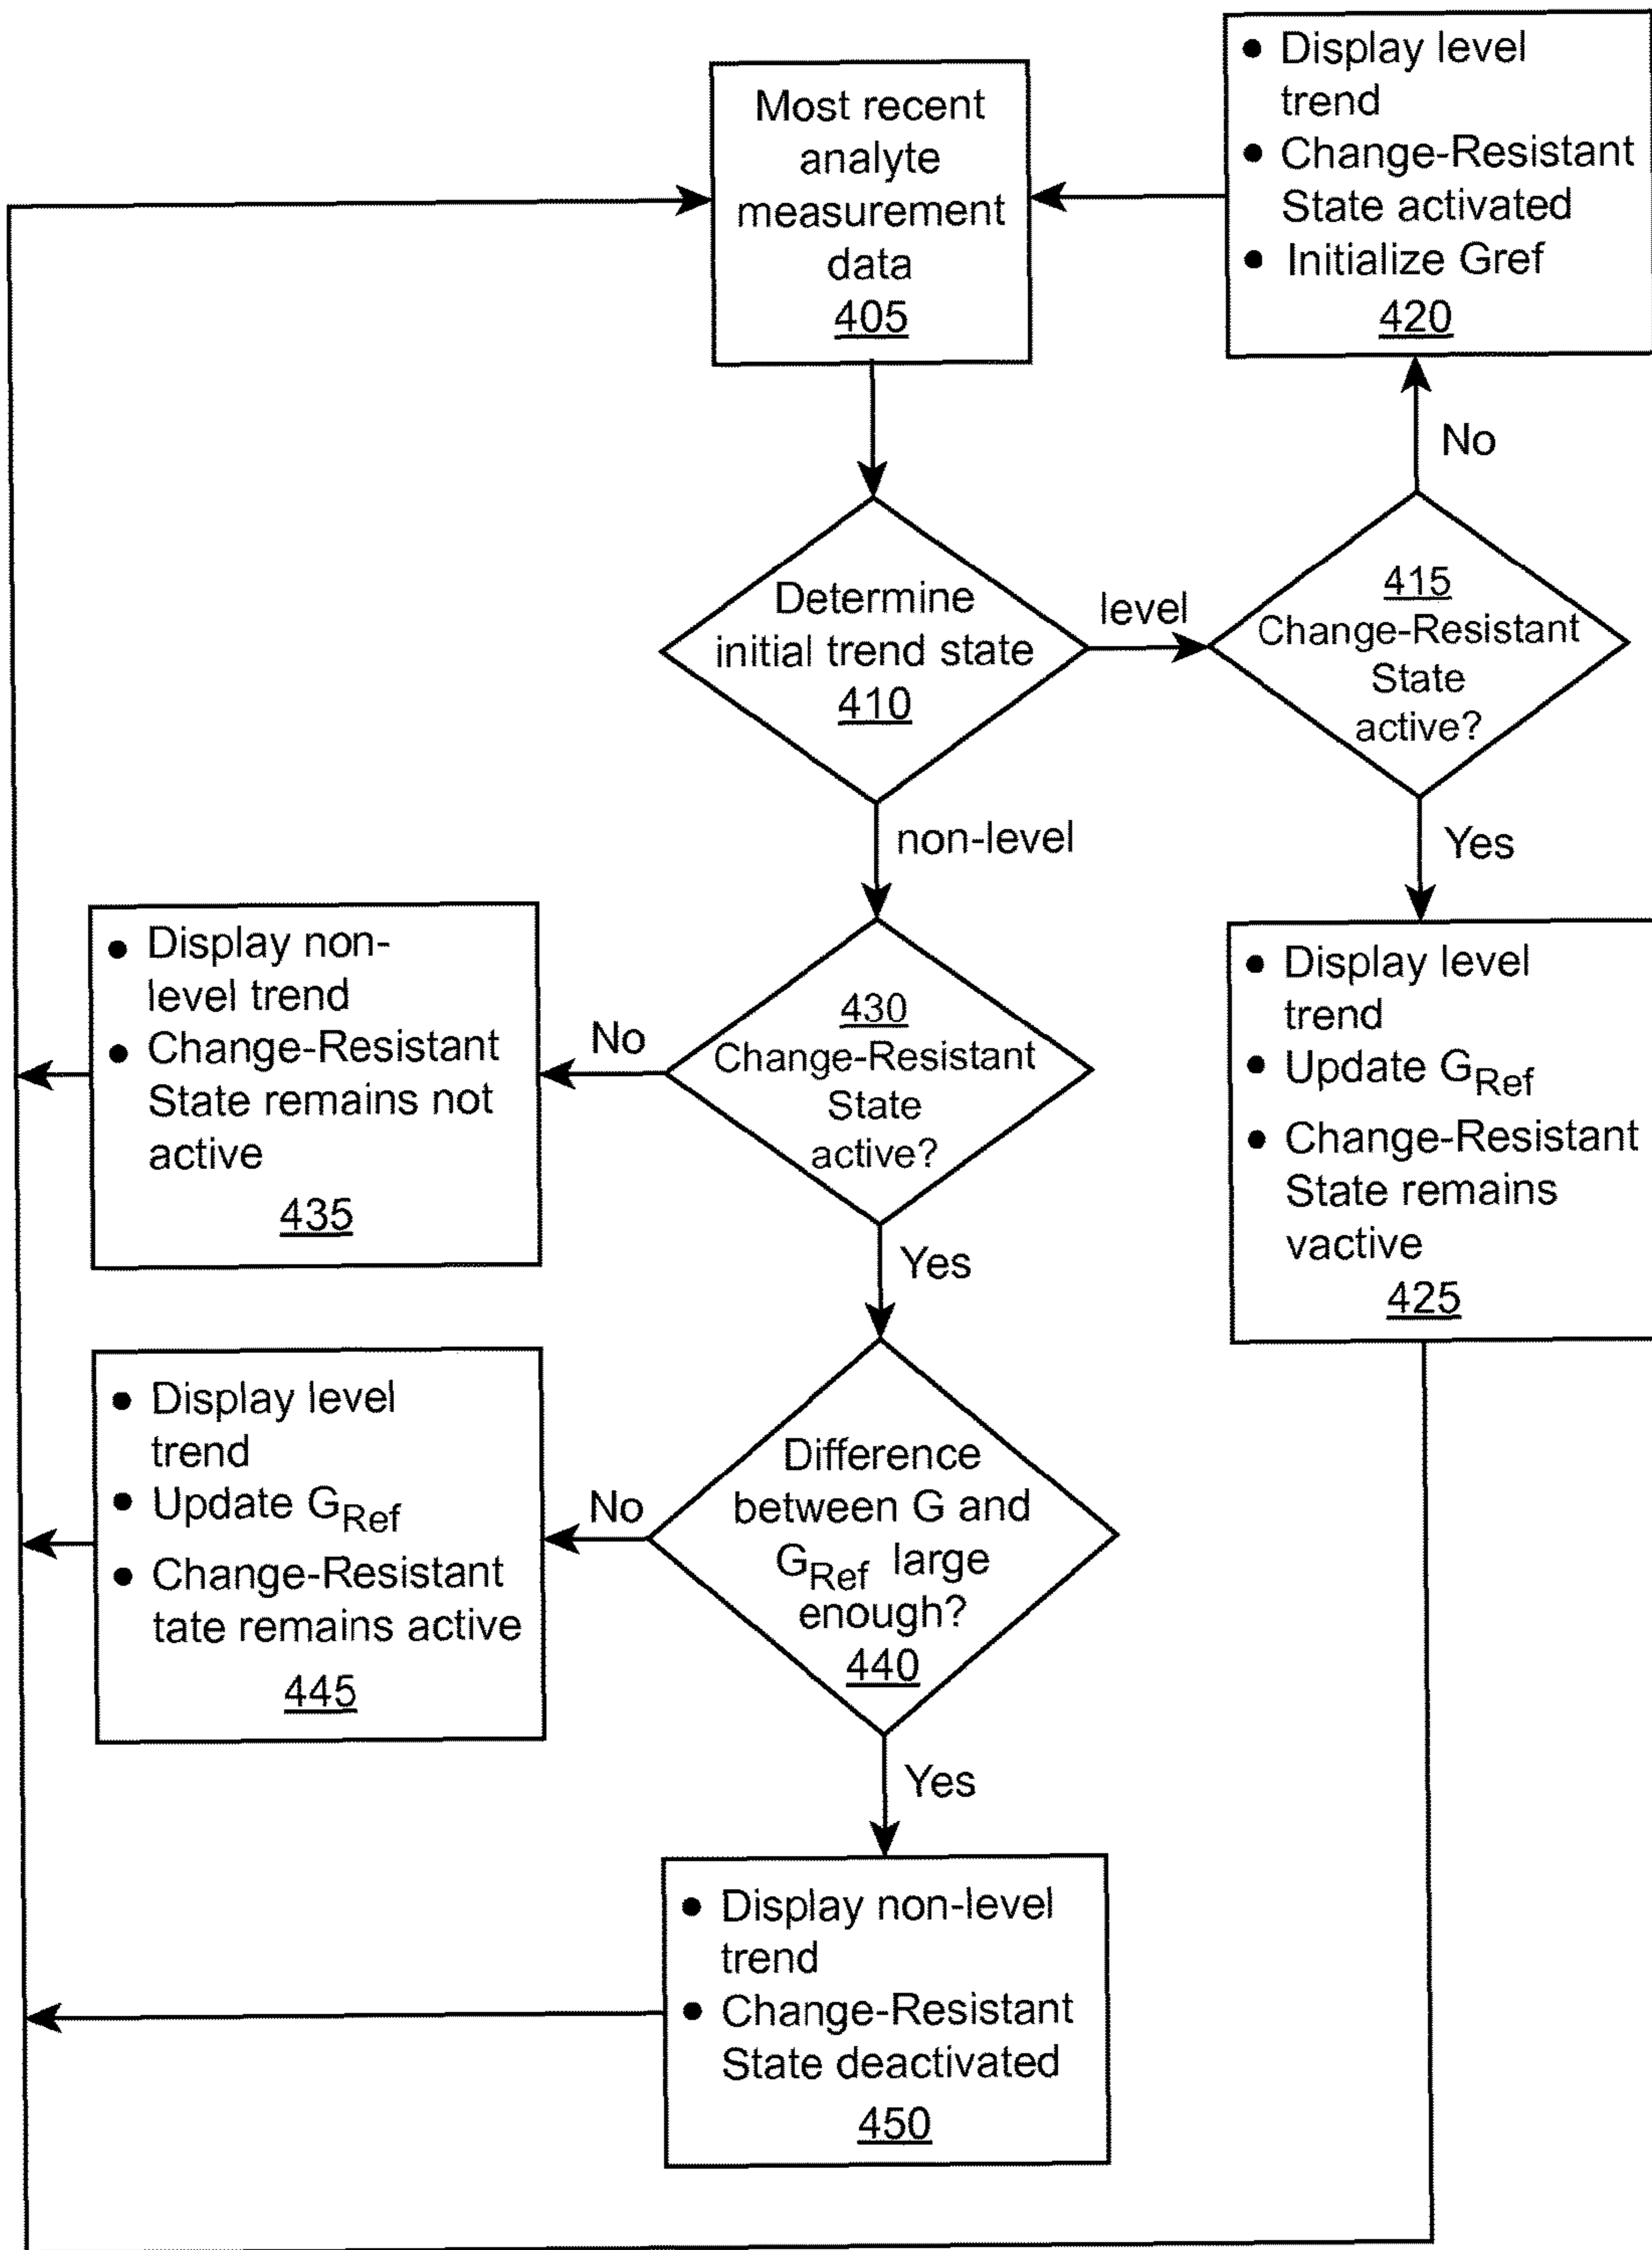 Most recent
analyte
measurement
data
405
● Display level
trend
● Change-Resistant
State activated
● Initialize Gref
420
No
Determine
initial trend state
410
level
415
Change-Resistant
State
active?
non-level
Yes
● Display non-
level trend
● Change-Resistant
State remains not
active
435
No
430
Change-Resistant
State
active?
● Display level
trend
● Update GRef
● Change-Resistant
State remains
vactive
425
Yes
● Display level
trend
● Update GRef
● Change-Resistant
tate remains active
445
No
Difference
between G and
GRef large
enough?
440
Yes
● Display non-level
trend
● Change-Resistant
State deactivated
450